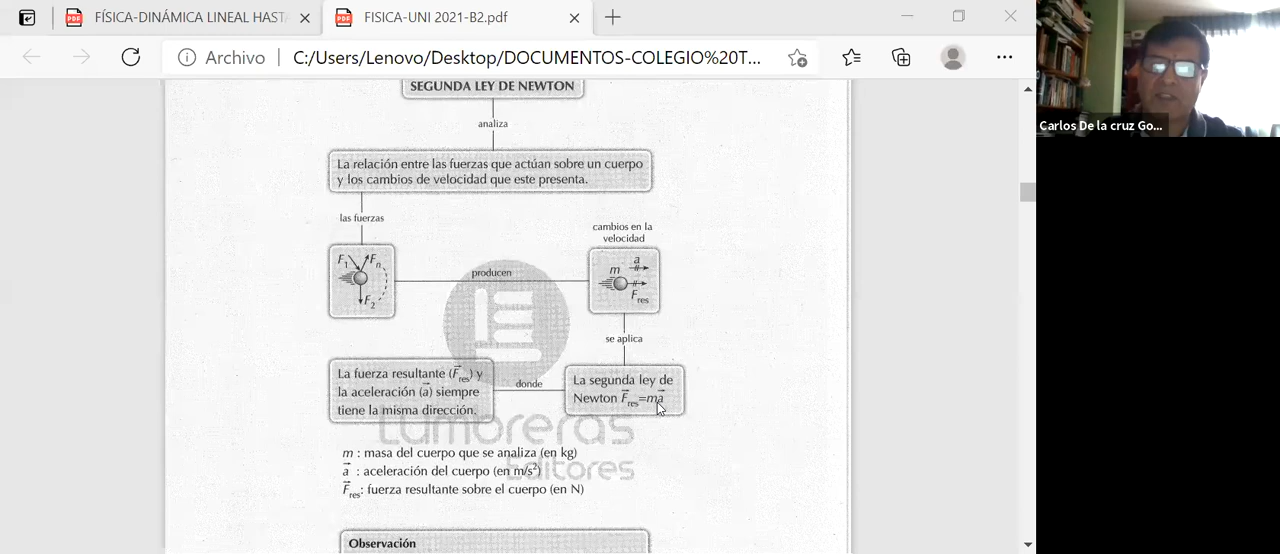 FÍSICA-DINÁMICA LINEAL HAST
FISICA-UNI 2021-B2.pdf
Archivo
C:/Users/Lenovo/Desktop/DOCUMENTOS-COLEGIO%20T...
Carlos De la cruz Go...
SEGUNDA LEY DE NEWTON
analiza
La relación entre las fuerzas que actúan sobre un cuerpo
y los cambios de velocidad que este presenta.
las fuerzas
cambios en la
velocidad
F₁ Fₙ
F₂
producen
m a
F_res
se aplica
La fuerza resultante (F⃗_res) y
la aceleración (a⃗) siempre
tiene la misma dirección.
donde
La segunda ley de
Newton F⃗_res=ma⃗
Lumbreras
Editores
m : masa del cuerpo que se analiza (en kg)
a⃗ : aceleración del cuerpo (en m/s²)
F⃗_res: fuerza resultante sobre el cuerpo (en N)
Observación